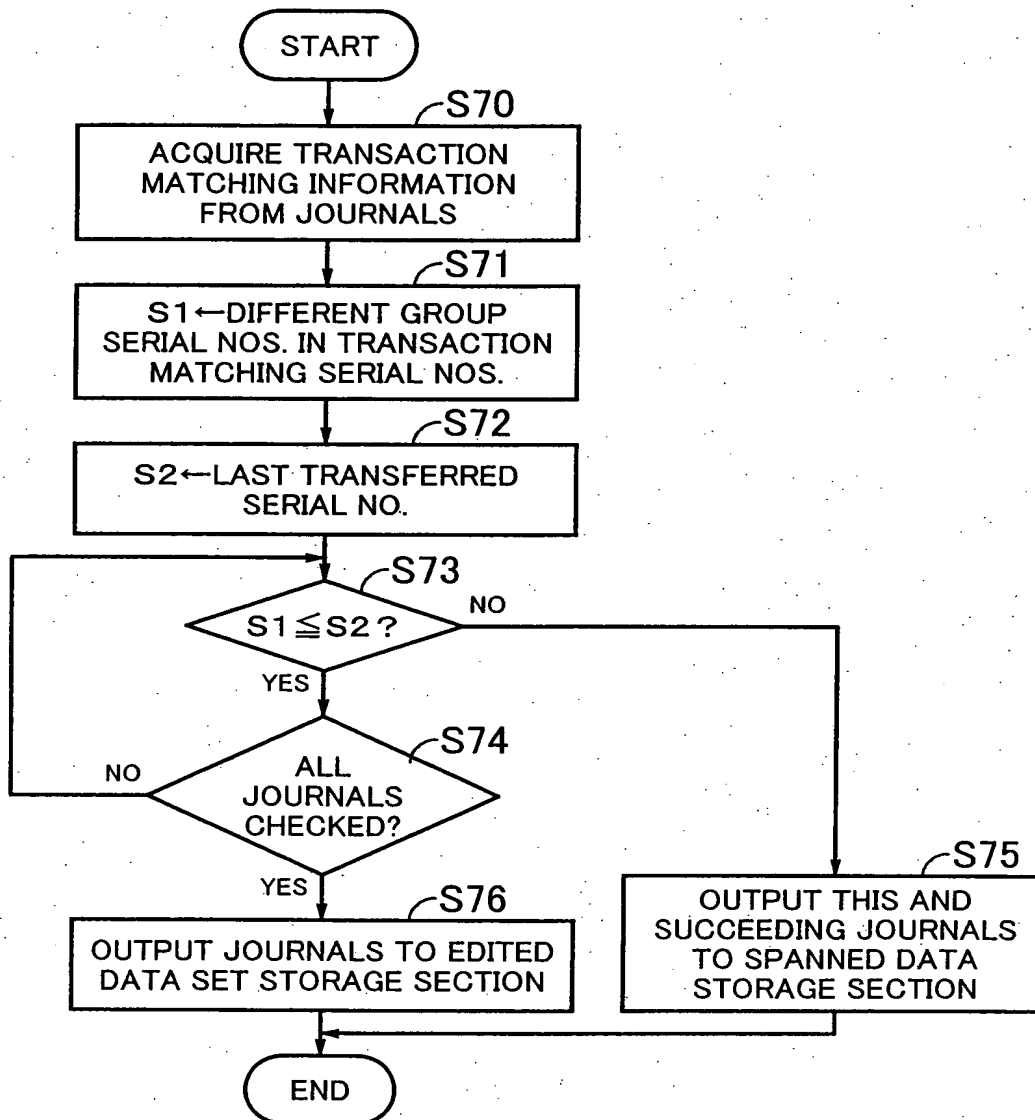 START
S70
ACQUIRE TRANSACTION
MATCHING INFORMATION
FROM JOURNALS
S71
S1←DIFFERENT GROUP
SERIAL NOS. IN TRANSACTION
MATCHING SERIAL NOS.
S72
S2←LAST TRANSFERRED
SERIAL NO.
S73
S1≦S2?
NO
YES
S74
ALL
JOURNALS
CHECKED?
NO
YES
S76
OUTPUT JOURNALS TO EDITED
DATA SET STORAGE SECTION
S75
OUTPUT THIS AND
SUCCEEDING JOURNALS
TO SPANNED DATA
STORAGE SECTION
END